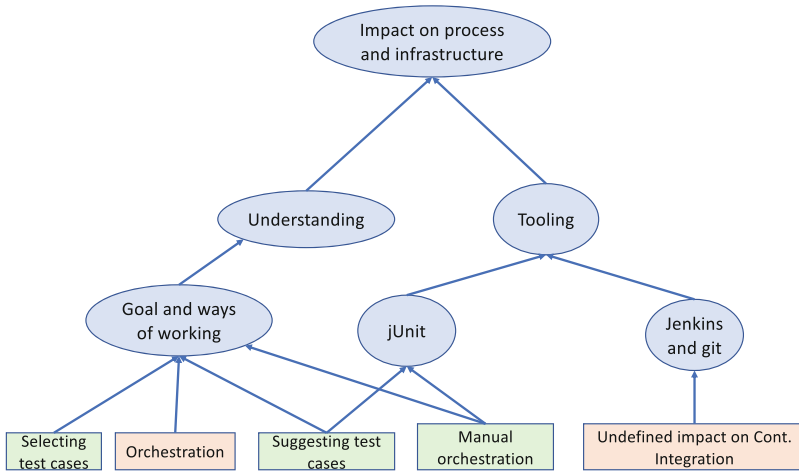 Impact on process
and infrastructure
Understanding
Tooling
Goal and ways
of working
jUnit
Jenkins
and git
Selecting
test cases
Orchestration
Suggesting test
cases
Manual
orchestration
Undefined impact on Cont.
Integration